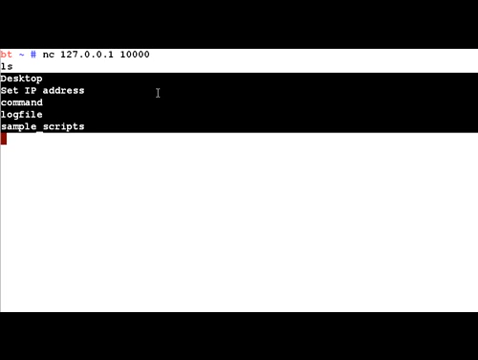 bt ~ # nc 127.0.0.1 10000
ls
Desktop
Set IP address
command
logfile
sample_scripts